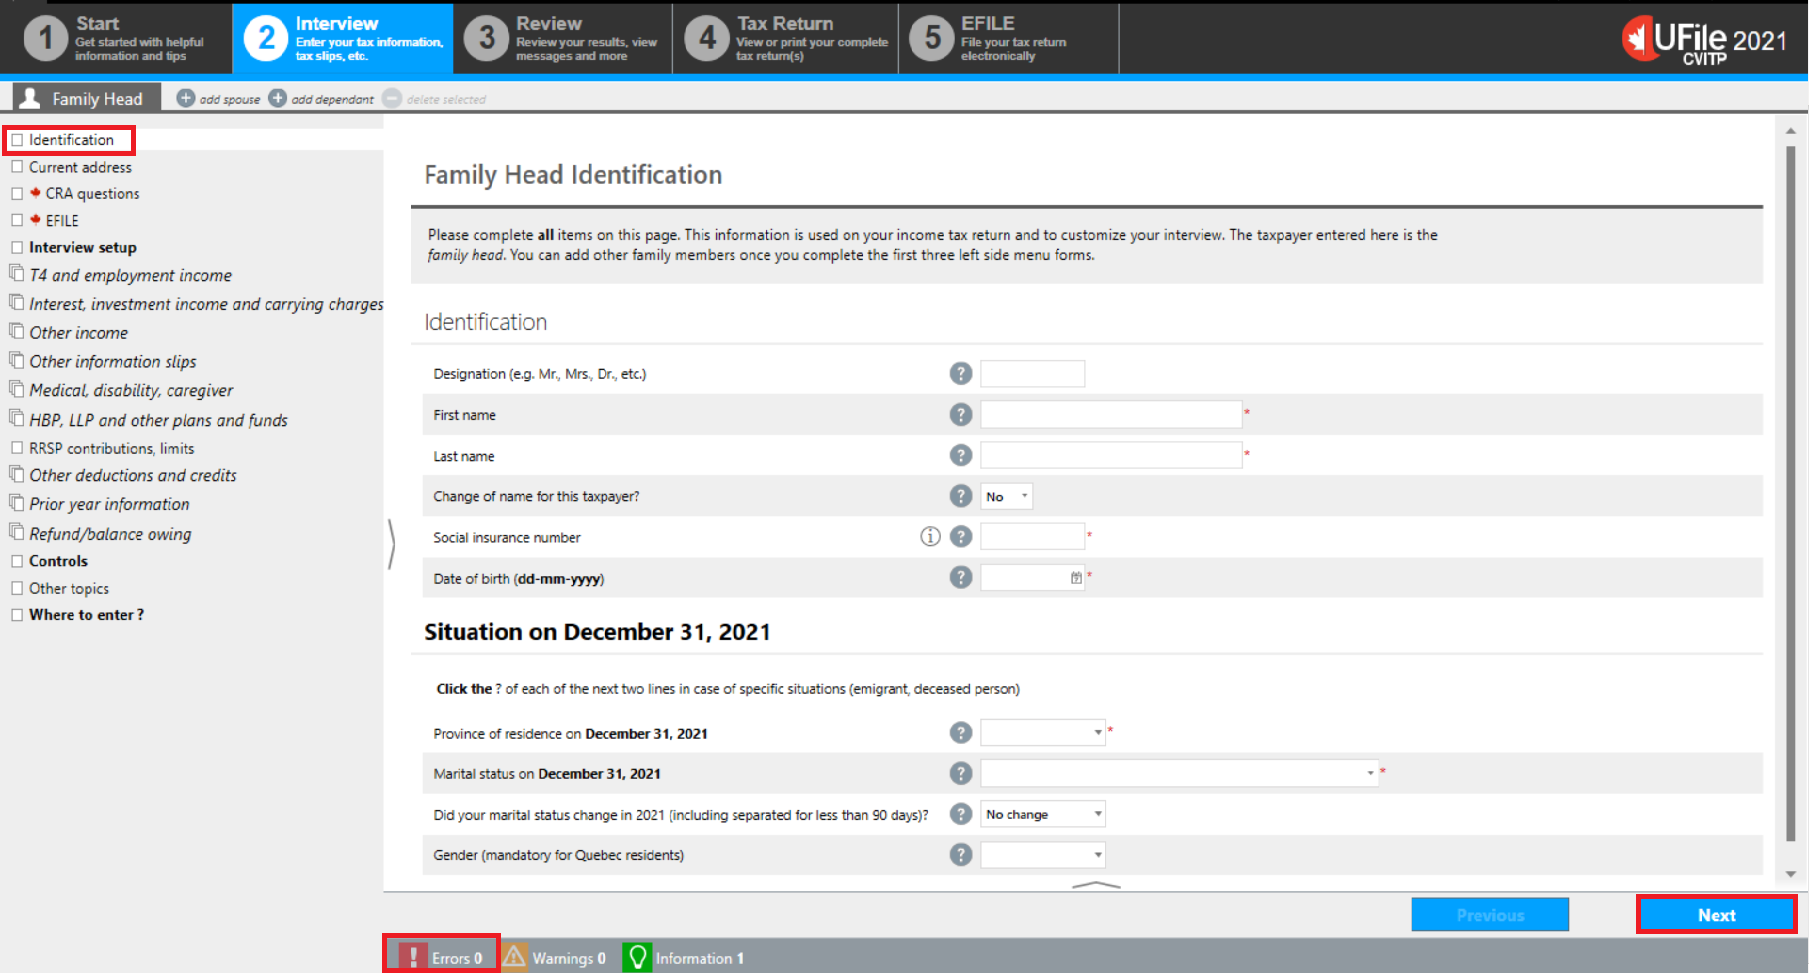 1 Start
Get started with helpful
information and tips
2 Interview
Enter your tax information,
tax slips, etc.
3 Review
Review your results, view
messages and more
4 Tax Return
View or print your complete
tax return(s)
5 EFILE
File your tax return
electronically
UFile 2021
CVITP
Family Head
+ add spouse + add dependant − delete selected
Identification
Current address
CRA questions
EFILE
Interview setup
T4 and employment income
Interest, investment income and carrying charges
Other income
Other information slips
Medical, disability, caregiver
HBP, LLP and other plans and funds
RRSP contributions, limits
Other deductions and credits
Prior year information
Refund/balance owing
Controls
Other topics
Where to enter ?
Family Head Identification
Please complete all items on this page. This information is used on your income tax return and to customize your interview. The taxpayer entered here is the
family head. You can add other family members once you complete the first three left side menu forms.
Identification
Designation (e.g. Mr., Mrs., Dr., etc.) ?
First name ? *
Last name ? *
Change of name for this taxpayer? ? No
Social insurance number i ? *
Date of birth (dd-mm-yyyy) ? *
Situation on December 31, 2021
Click the ? of each of the next two lines in case of specific situations (emigrant, deceased person)
Province of residence on December 31, 2021 ? *
Marital status on December 31, 2021 ? *
Did your marital status change in 2021 (including separated for less than 90 days)? ? No change
Gender (mandatory for Quebec residents) ?
Previous Next
! Errors 0 Warnings 0 Information 1